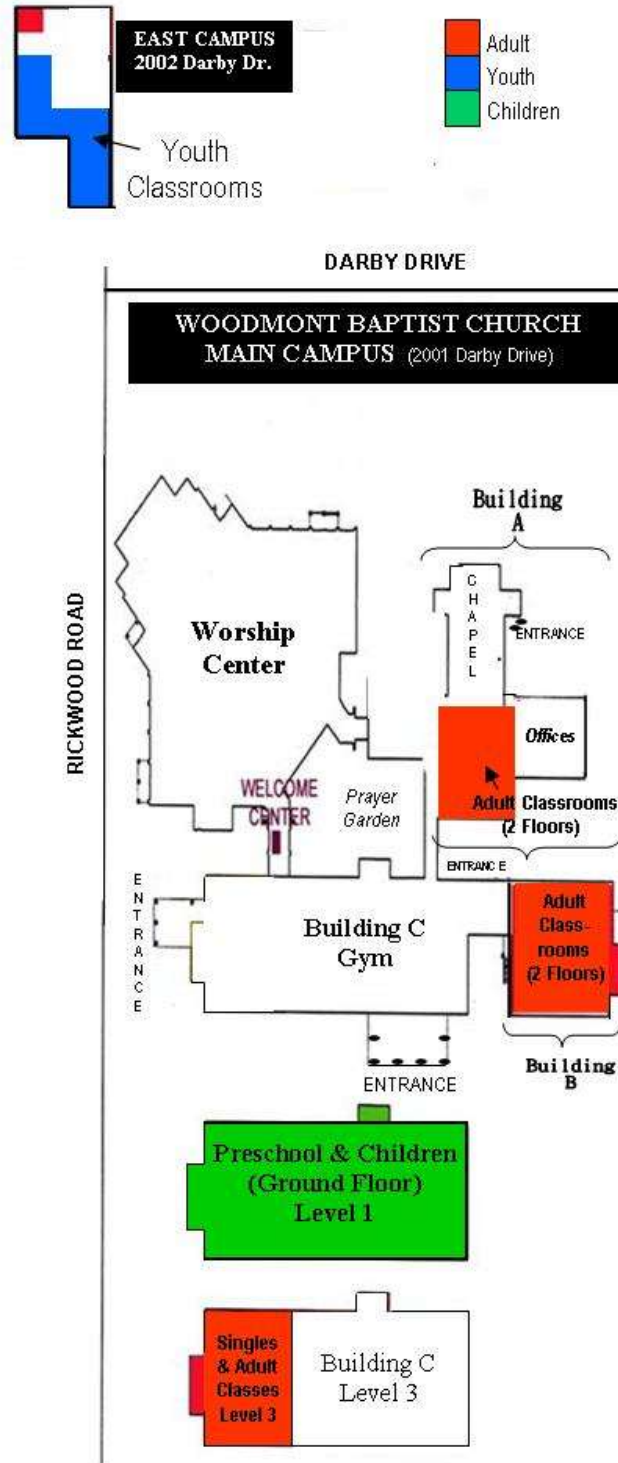 EAST CAMPUS
2002 Darby Dr.
Adult
Youth
Children
Youth
Classrooms
DARBY DRIVE
WOODMONT BAPTIST CHURCH
MAIN CAMPUS (2001 Darby Drive)
RICKWOOD ROAD
Building
A
CHAPEL
ENTRANCE
Worship
Center
Offices
WELCOME
CENTER
Prayer
Garden
Adult Classrooms
(2 Floors)
ENTRANCE
ENTRANCE
Building C
Gym
Adult
Class-
rooms
(2 Floors)
Building
B
ENTRANCE
Preschool & Children
(Ground Floor)
Level 1
Singles
& Adult
Classes
Level 3
Building C
Level 3